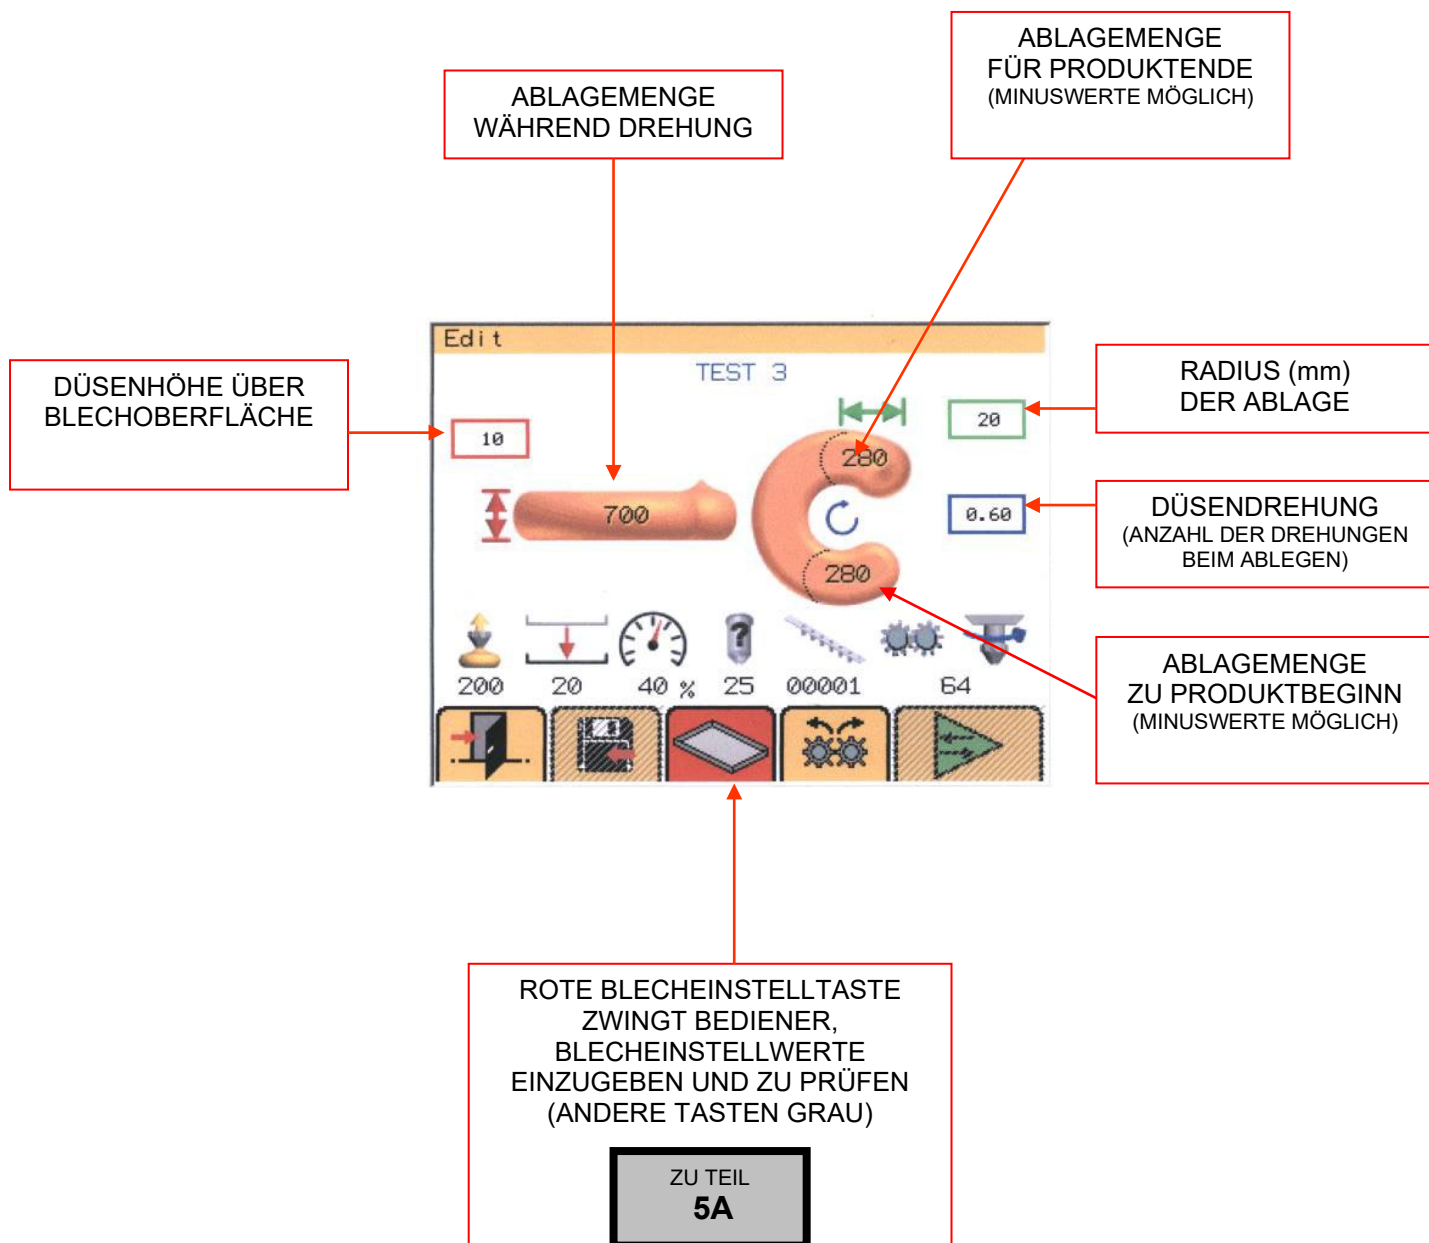 ABLAGEMENGE
FÜR PRODUKTENDE
(MINUSWERTE MÖGLICH)
ABLAGEMENGE
WÄHREND DREHUNG
DÜSENHÖHE ÜBER
BLECHOBERFLÄCHE
Edit
TEST 3
10
20
280
700
0.60
280
200 20 40 % 25 00001 64
?
RADIUS (mm)
DER ABLAGE
DÜSENDREHUNG
(ANZAHL DER DREHUNGEN
BEIM ABLEGEN)
ABLAGEMENGE
ZU PRODUKTBEGINN
(MINUSWERTE MÖGLICH)
ROTE BLECHEINSTELLTASTE
ZWINGT BEDIENER,
BLECHEINSTELLWERTE
EINZUGEBEN UND ZU PRÜFEN
(ANDERE TASTEN GRAU)
ZU TEIL
5A